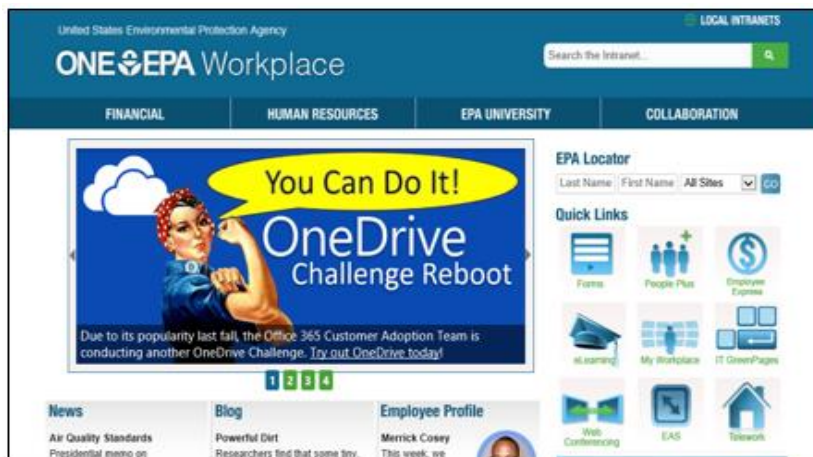 LOCAL INTRANETS
United States Environmental Protection Agency
ONE EPA Workplace
Search the Intranet...
FINANCIAL
HUMAN RESOURCES
EPA UNIVERSITY
COLLABORATION
You Can Do It!
OneDrive
Challenge Reboot
Due to its popularity last fall, the Office 365 Customer Adoption Team is
conducting another OneDrive Challenge. Try out OneDrive today!
1 2 3 4
EPA Locator
Last Name First Name All Sites GO
Quick Links
Forms
People Plus
Employee
Express
eLearning
My Workplace
IT GreenPages
Web
Conferencing
EAS
Telework
News
Air Quality Standards
Presidential memo on
Blog
Powerful Dirt
Researchers find that some tiny,
Employee Profile
Merrick Cosey
This week, we